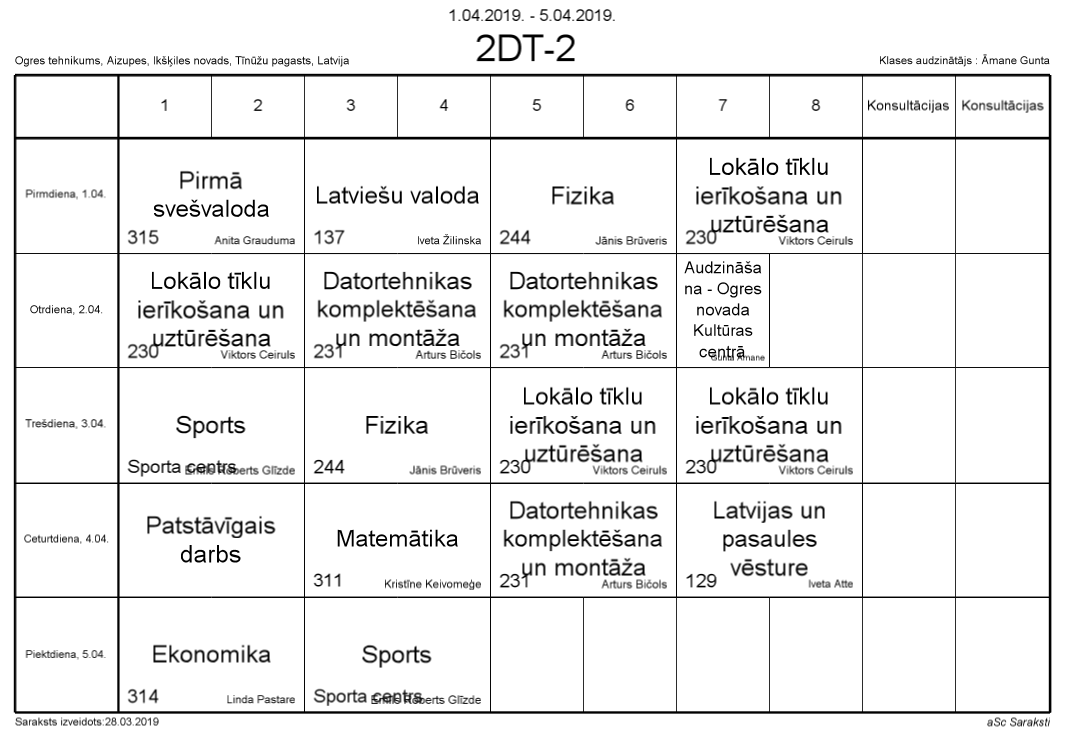 1.04.2019. - 5.04.2019.
2DT-2
Ogres tehnikums, Aizupes, Ikšķiles novads, Tīnūžu pagasts, Latvija
Klases audzinātājs : Āmane Gunta
1 2 3 4 5 6 7 8 Konsultācijas Konsultācijas
Pirmdiena, 1.04.
Pirmā
svešvaloda
315 Anita Grauduma
Latviešu valoda
137 Iveta Žilinska
Fizika
244 Jānis Brūveris
Lokālo tīklu
ierīkošana un
uztūrēšana
230 Viktors Ceiruls
Otrdiena, 2.04.
Lokālo tīklu
ierīkošana un
uztūrēšana
230 Viktors Ceiruls
Datortehnikas
komplektēšana
un montāža
231 Arturs Bičols
Datortehnikas
komplektēšana
un montāža
231 Arturs Bičols
Audzināša
na - Ogres
novada
Kultūras
centrā
Gunta Āmane
Trešdiena, 3.04.
Sports
Sporta centrs Emīls Roberts Glīzde
Fizika
244 Jānis Brūveris
Lokālo tīklu
ierīkošana un
uztūrēšana
230 Viktors Ceiruls
Lokālo tīklu
ierīkošana un
uztūrēšana
230 Viktors Ceiruls
Ceturtdiena, 4.04.
Patstāvīgais
darbs
Matemātika
311 Kristīne Keivomeģe
Datortehnikas
komplektēšana
un montāža
231 Arturs Bičols
Latvijas un
pasaules
vēsture
129 Iveta Atte
Piektdiena, 5.04.
Ekonomika
314 Linda Pastare
Sports
Sporta centrs Emīls Roberts Glīzde
Saraksts izveidots:28.03.2019
aSc Saraksti